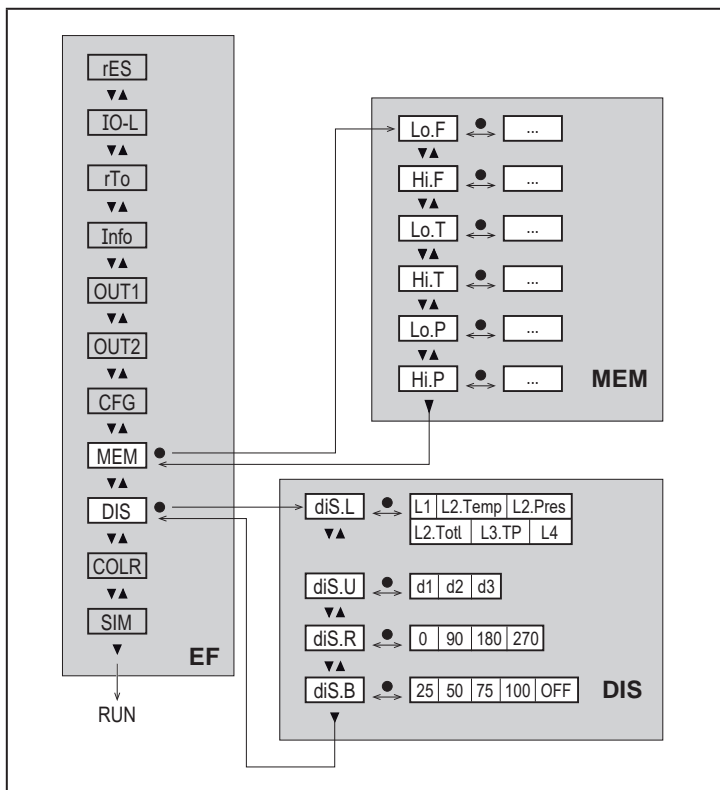 rES
IO-L
rTo
Info
OUT1
OUT2
CFG
MEM
DIS
COLR
SIM
EF
RUN
Lo.F ...
Hi.F ...
Lo.T ...
Hi.T ...
Lo.P ...
Hi.P ...
MEM
diS.L L1 L2.Temp L2.Pres
L2.Totl L3.TP L4
diS.U d1 d2 d3
diS.R 0 90 180 270
diS.B 25 50 75 100 OFF
DIS